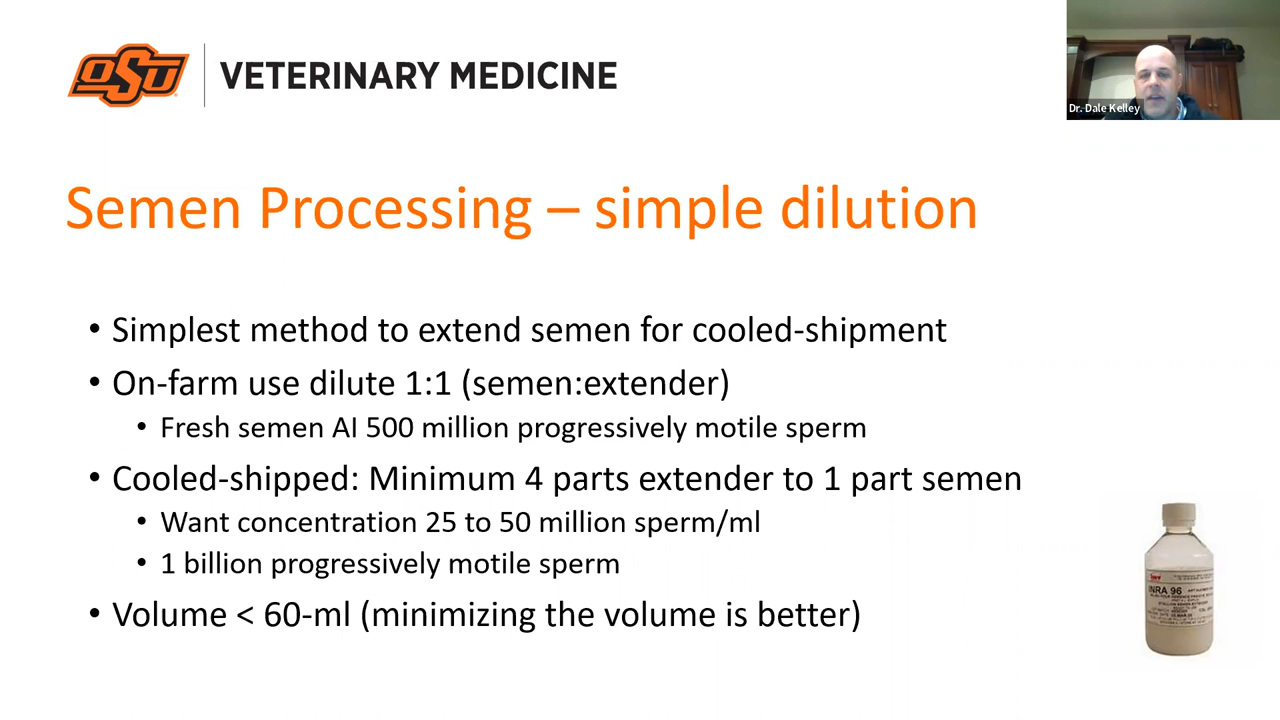 OSU
VETERINARY MEDICINE
Dr. Dale Kelley
Semen Processing – simple dilution
• Simplest method to extend semen for cooled-shipment
• On-farm use dilute 1:1 (semen:extender)
• Fresh semen AI 500 million progressively motile sperm
• Cooled-shipped: Minimum 4 parts extender to 1 part semen
• Want concentration 25 to 50 million sperm/ml
• 1 billion progressively motile sperm
• Volume < 60-ml (minimizing the volume is better)
INRA 96